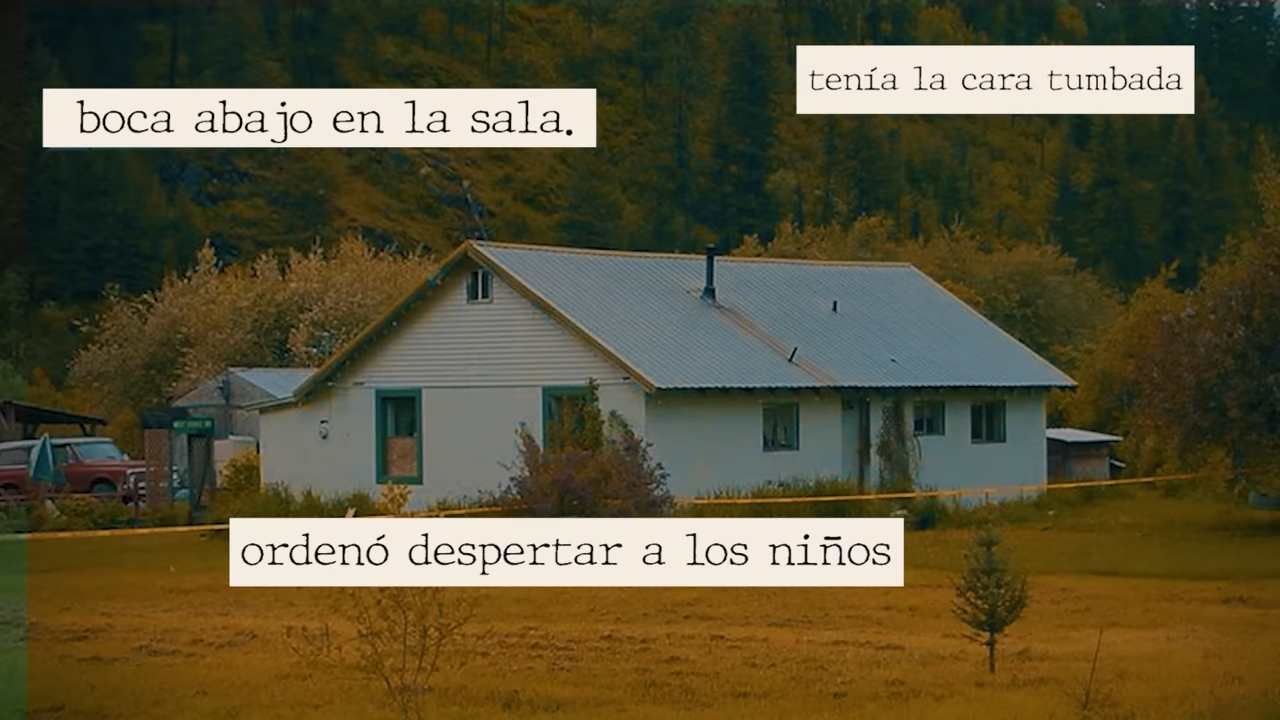 tenía la cara tumbada
boca abajo en la sala.
ordenó despertar a los niños